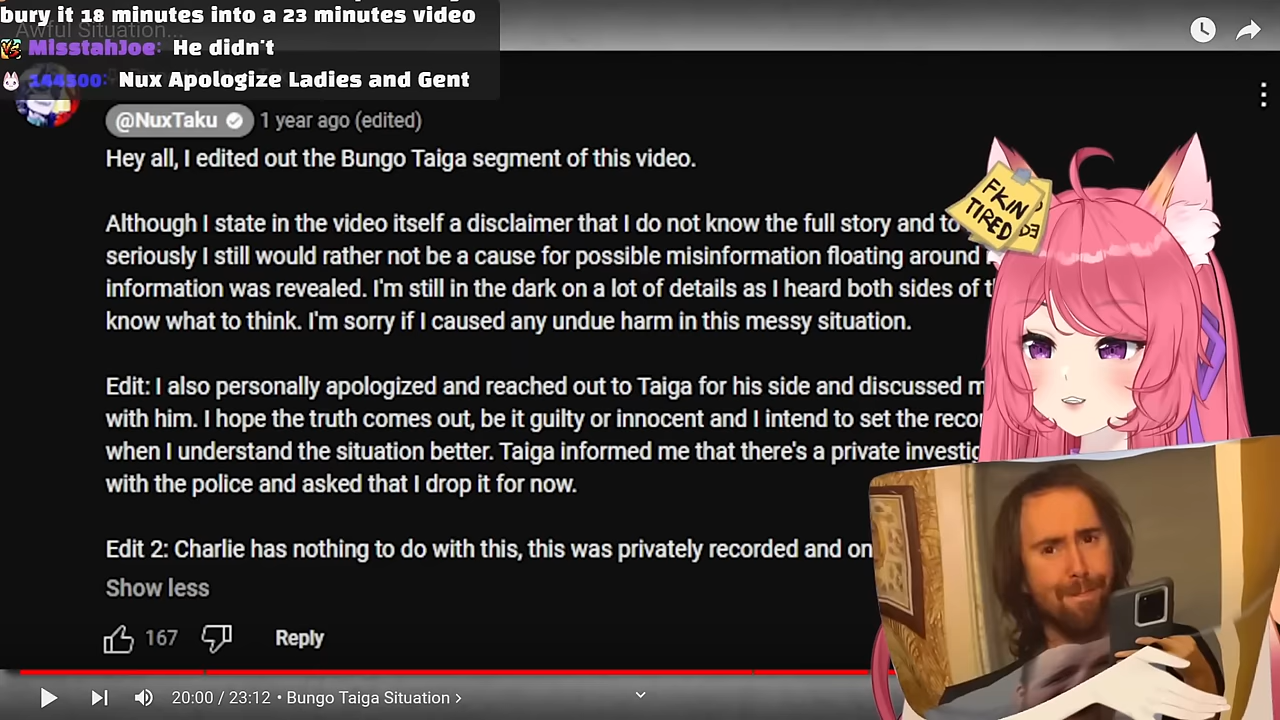 bury it 18 minutes into a 23 minutes video
Awful Situation...
MisstahJoe: He didn't
144500: Nux Apologize Ladies and Gent
@NuxTaku 1 year ago (edited)
Hey all, I edited out the Bungo Taiga segment of this video.
Although I state in the video itself a disclaimer that I do not know the full story and to
seriously I still would rather not be a cause for possible misinformation floating around
information was revealed. I'm still in the dark on a lot of details as I heard both sides of
know what to think. I'm sorry if I caused any undue harm in this messy situation.
Edit: I also personally apologized and reached out to Taiga for his side and discussed
with him. I hope the truth comes out, be it guilty or innocent and I intend to set the
when I understand the situation better. Taiga informed me that there's a private
with the police and asked that I drop it for now.
Edit 2: Charlie has nothing to do with this, this was privately recorded and
Show less
167 Reply
20:00 / 23:12 • Bungo Taiga Situation >
FKIN
TIRED